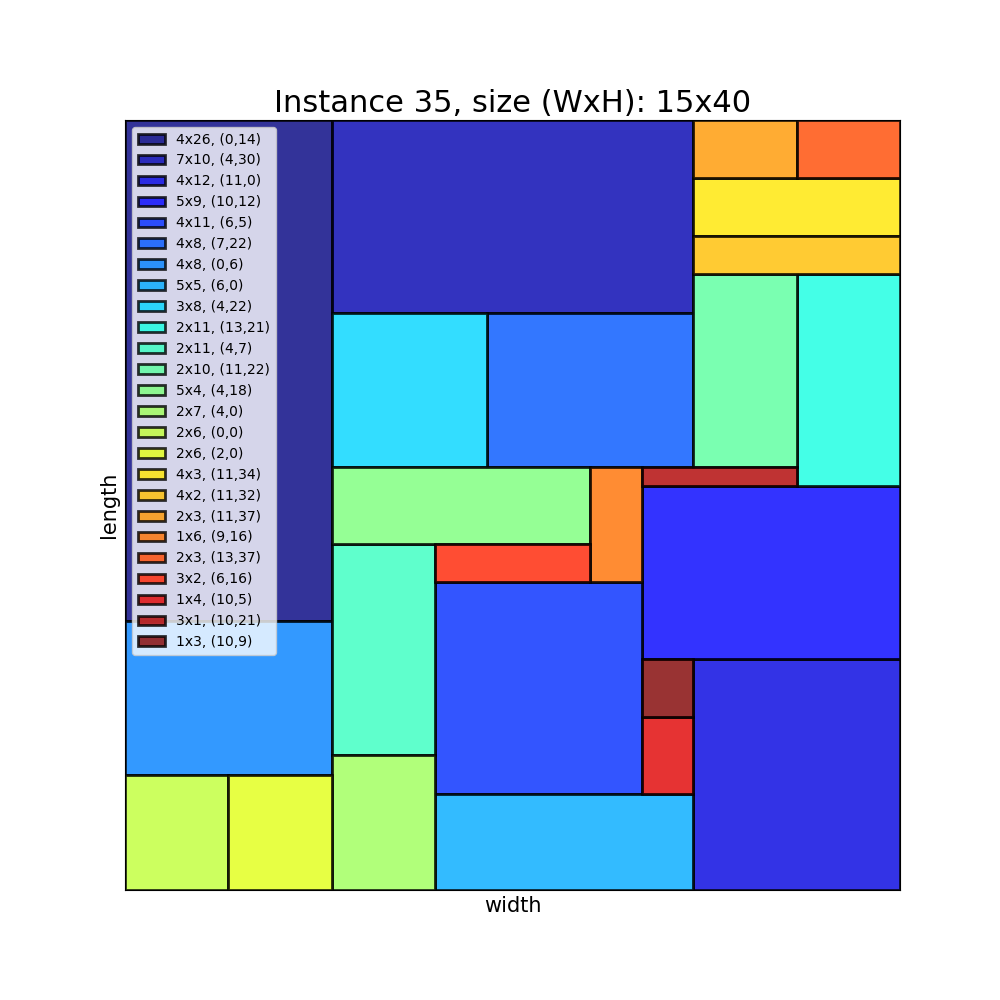 Instance 35, size (WxH): 15x40
4x26, (0,14)
7x10, (4,30)
4x12, (11,0)
5x9, (10,12)
4x11, (6,5)
4x8, (7,22)
4x8, (0,6)
5x5, (6,0)
3x8, (4,22)
2x11, (13,21)
2x11, (4,7)
2x10, (11,22)
5x4, (4,18)
2x7, (4,0)
2x6, (0,0)
2x6, (2,0)
4x3, (11,34)
4x2, (11,32)
2x3, (11,37)
1x6, (9,16)
2x3, (13,37)
3x2, (6,16)
1x4, (10,5)
3x1, (10,21)
1x3, (10,9)
length
width